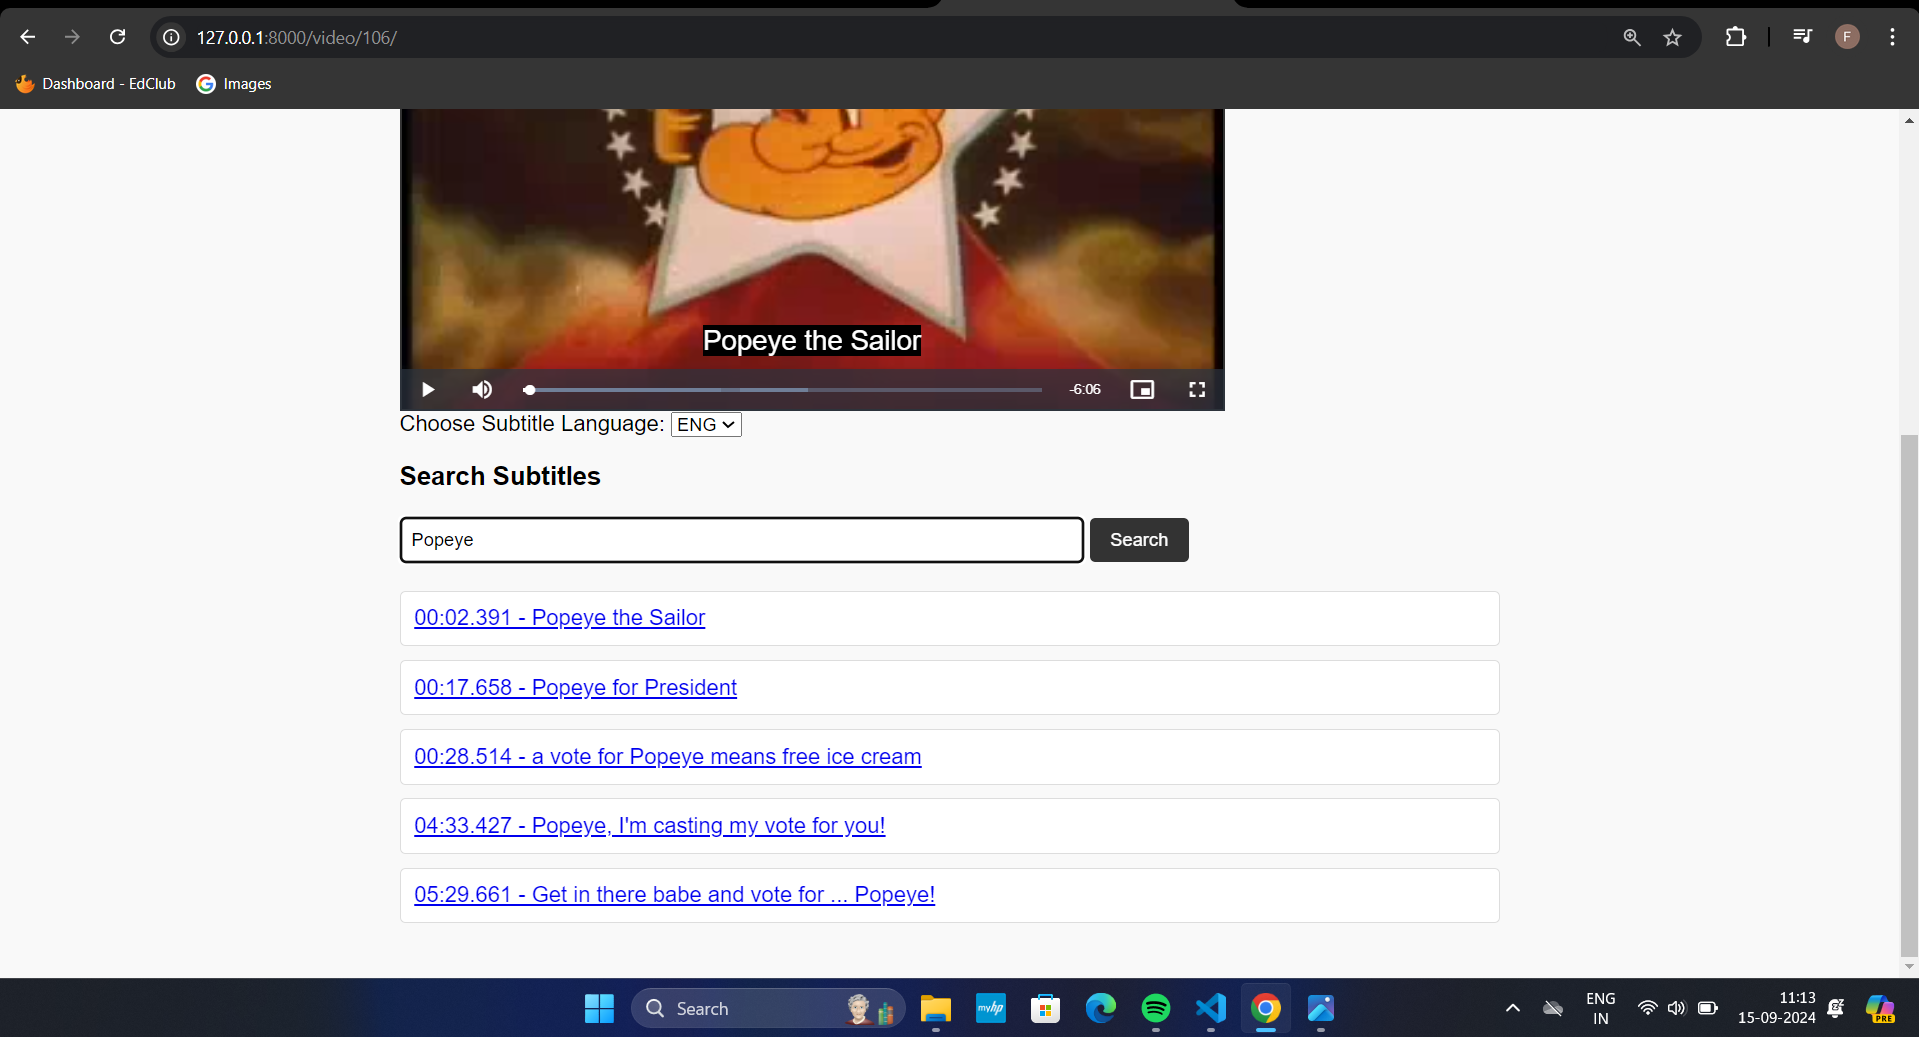 127.0.0.1:8000/video/106/
F
Dashboard - EdClub
Images
Popeye the Sailor
-6:06
Choose Subtitle Language: ENG
Search Subtitles
Popeye
Search
00:02.391 - Popeye the Sailor
00:17.658 - Popeye for President
00:28.514 - a vote for Popeye means free ice cream
04:33.427 - Popeye, I'm casting my vote for you!
05:29.661 - Get in there babe and vote for ... Popeye!
Search
myhp
ENG
IN
11:13
15-09-2024
PRE